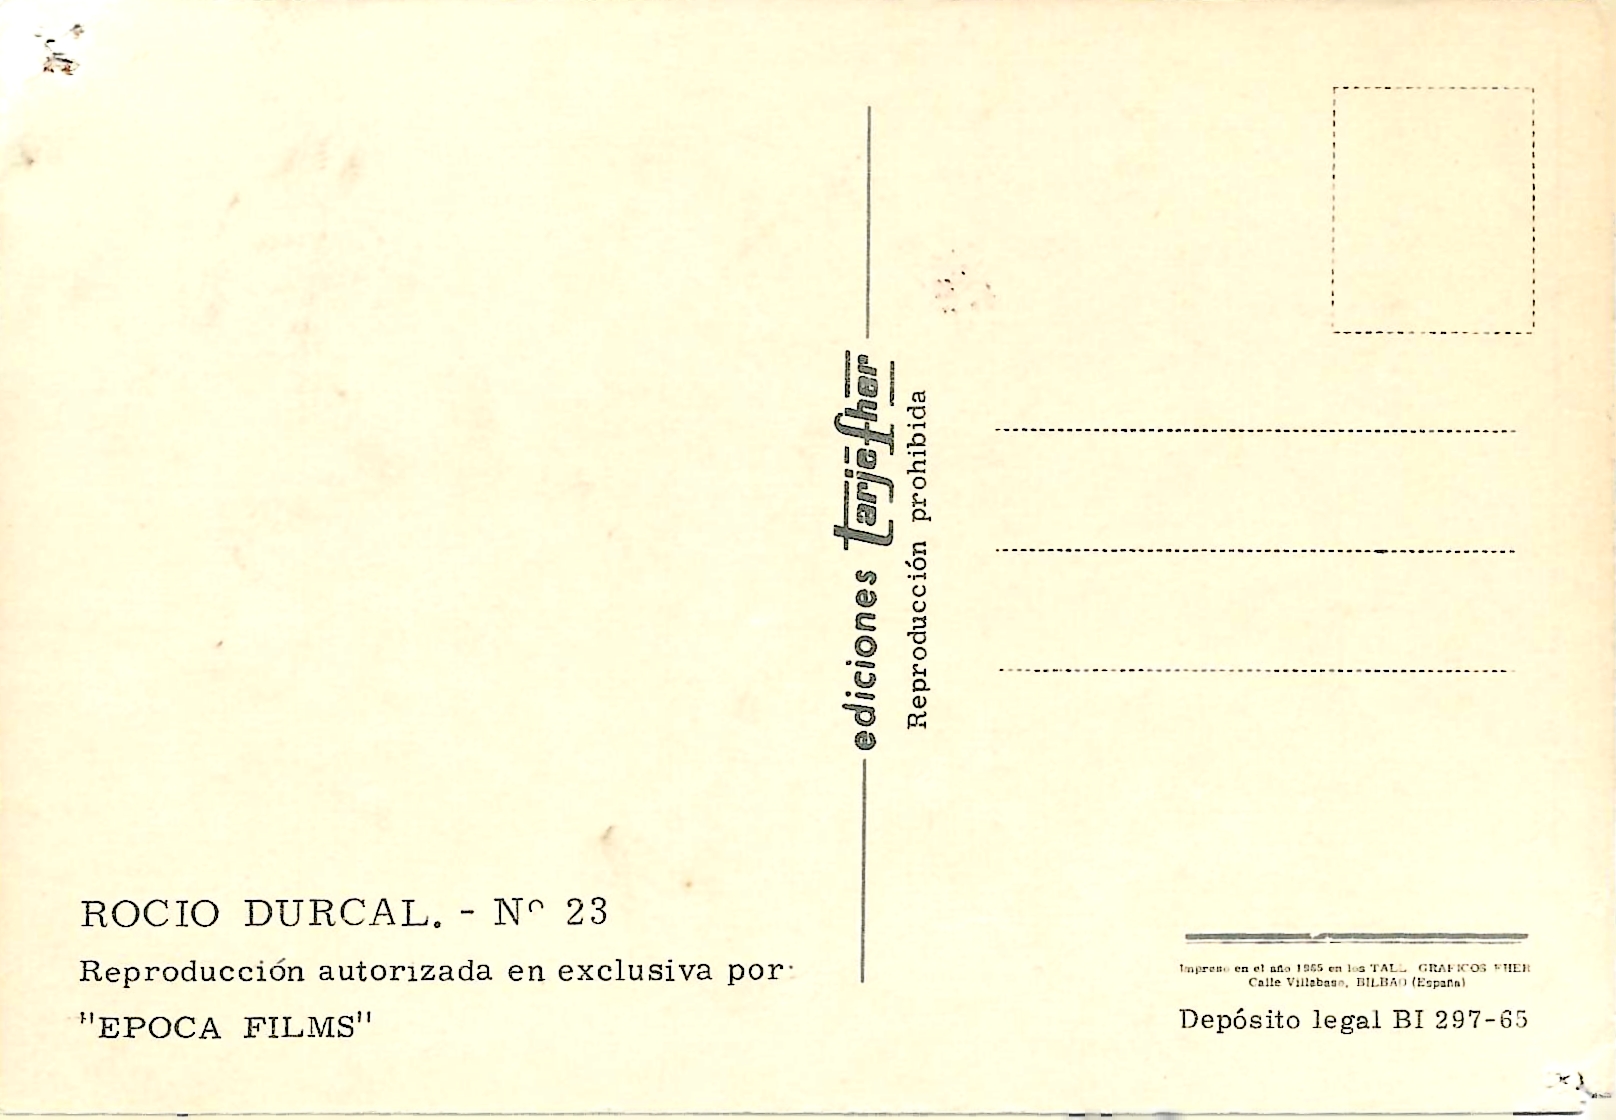 ediciones tarjefher
Reproducción prohibida
ROCIO DURCAL. - Nº 23
Reproducción autorizada en exclusiva por
"EPOCA FILMS"
Impreso en el año 1965 en los TALL. GRAFICOS FHER
Calle Villabaso, BILBAO (España)
Depósito legal BI 297-65